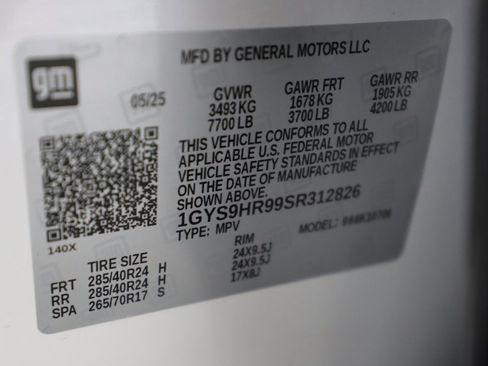 gm
MFD BY GENERAL MOTORS LLC
05/25
GVWR GAWR FRT GAWR RR
3493 KG 1678 KG 1905 KG
7700 LB 3700 LB 4200 LB
THIS VEHICLE CONFORMS TO ALL
APPLICABLE U.S. FEDERAL MOTOR
VEHICLE SAFETY STANDARDS IN EFFECT
ON THE DATE OF MANUFACTURE
SHOWN ABOVE.
1GYS9HR99SR312826
TYPE: MPV MODEL:
140X
TIRE SIZE RIM
FRT 285/40R24 H 24X9.5J
RR 285/40R24 H 24X9.5J
SPA 265/70R17 S 17X8J